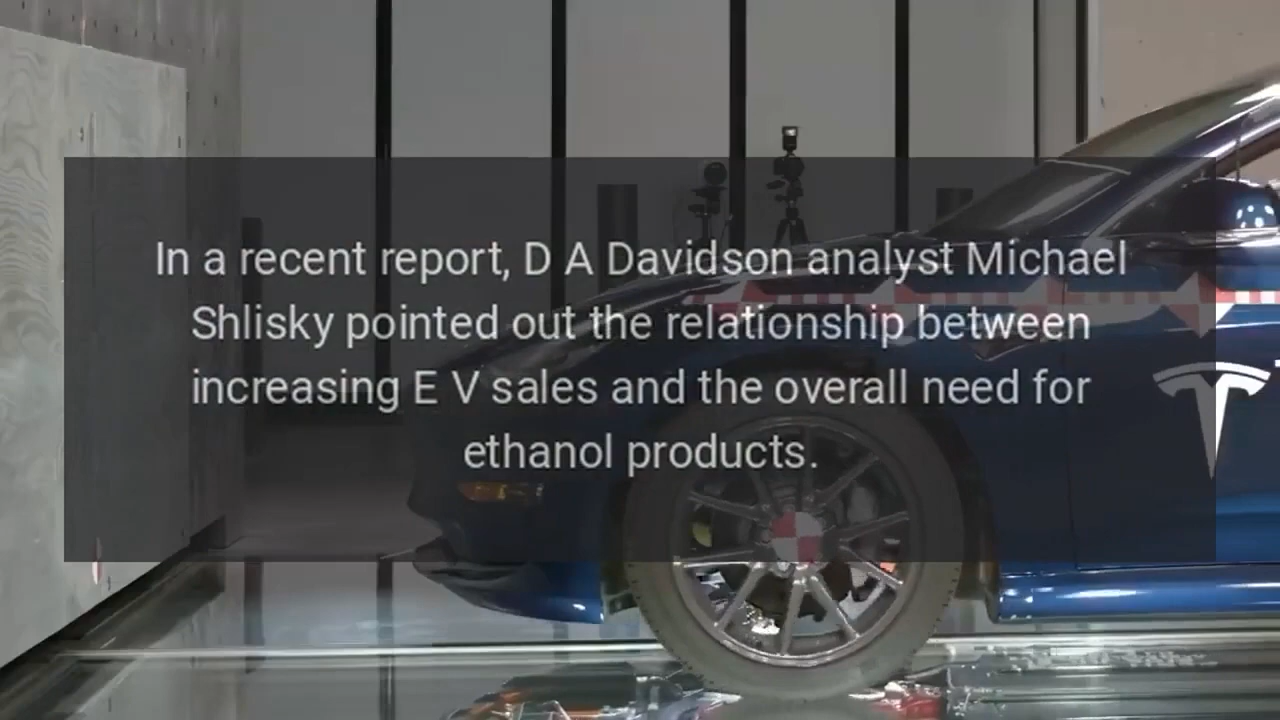 In a recent report, D A Davidson analyst Michael
Shlisky pointed out the relationship between
increasing E V sales and the overall need for
ethanol products.